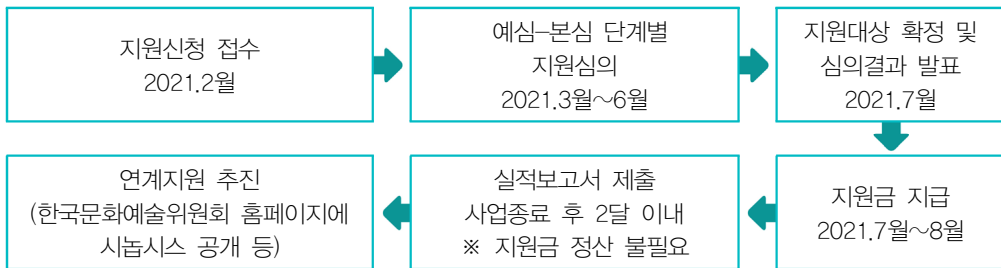 지원신청 접수
2021.2월
예심–본심 단계별
지원심의
2021.3월～6월
지원대상 확정 및
심의결과 발표
2021.7월
지원금 지급
2021.7월～8월
실적보고서 제출
사업종료 후 2달 이내
※ 지원금 정산 불필요
연계지원 추진
(한국문화예술위원회 홈페이지에
시놉시스 공개 등)